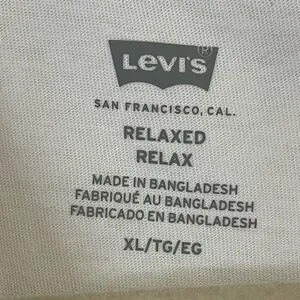 Levi's®
SAN FRANCISCO, CAL.
RELAXED
RELAX
MADE IN BANGLADESH
FABRIQUÉ AU BANGLADESH
FABRICADO EN BANGLADESH
XL/TG/EG